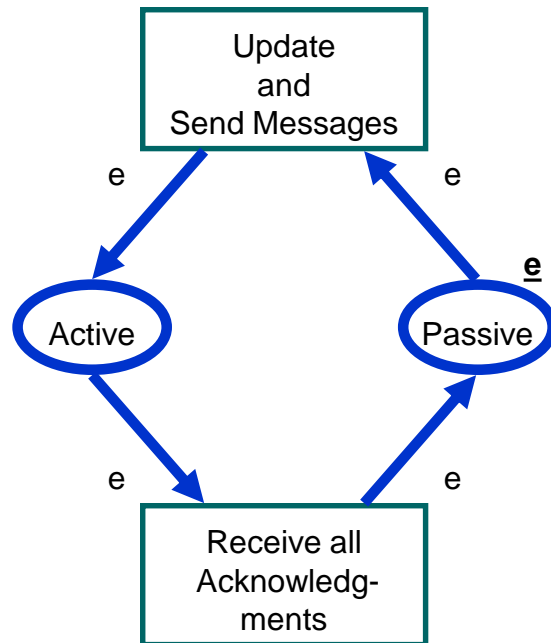 Update
and
Send Messages
e
e
e
Active
Passive
e
e
Receive all
Acknowledg-
ments